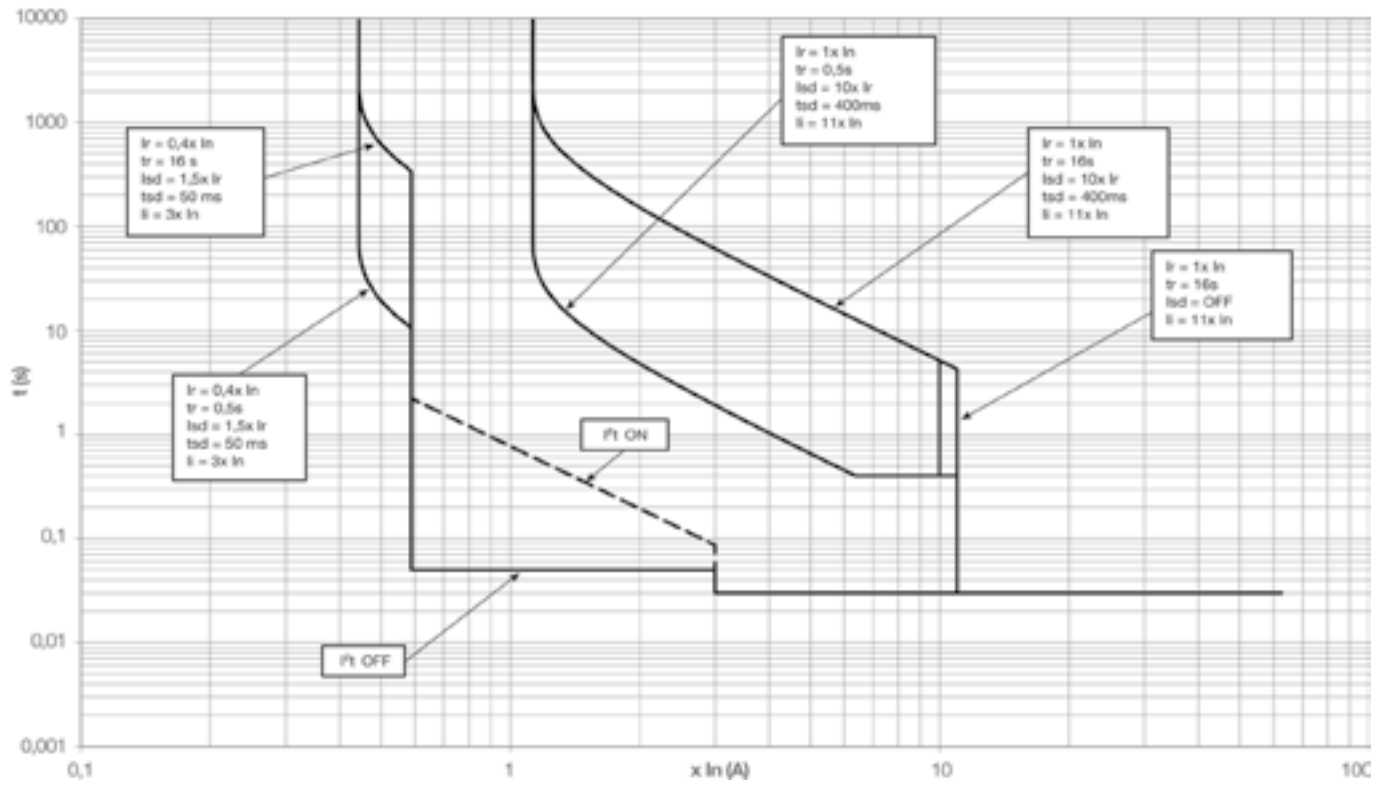 10000
1000
100
10
1
0,1
0,01
0,001
t (s)
0,1
1
x In (A)
10
100
Ir = 0,4x In
tr = 16 s
Isd = 1,5x Ir
tsd = 50 ms
Ii = 3x In
Ir = 0,4x In
tr = 0,5s
Isd = 1,5x Ir
tsd = 50 ms
Ii = 3x In
Ir = 1x In
tr = 0,5s
Isd = 10x Ir
tsd = 400ms
Ii = 11x In
Ir = 1x In
tr = 16s
Isd = 10x Ir
tsd = 400ms
Ii = 11x In
Ir = 1x In
tr = 16s
Isd = OFF
Ii = 11x In
I²t ON
I²t OFF